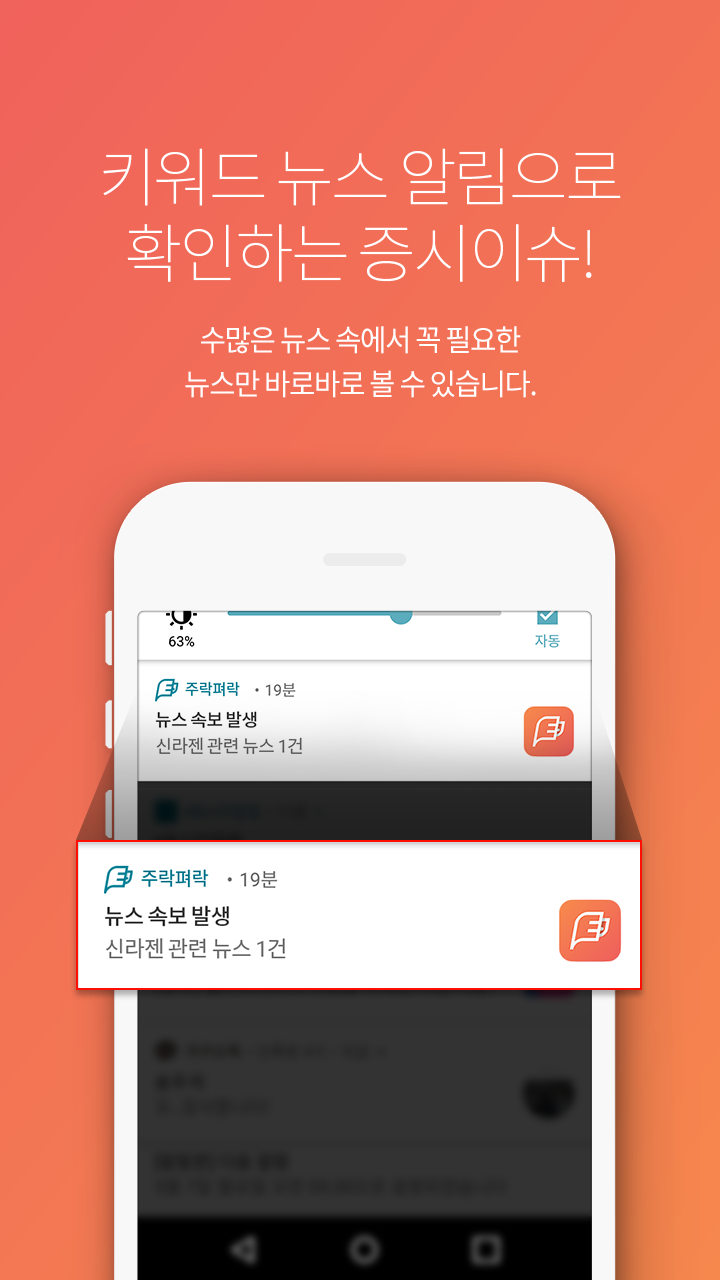 키워드 뉴스 알림으로
확인하는 증시이슈!
수많은 뉴스 속에서 꼭 필요한
뉴스만 바로바로 볼 수 있습니다.
63%
자동
주락펴락 • 19분
뉴스 속보 발생
신라젠 관련 뉴스 1건
주락펴락 • 19분
뉴스 속보 발생
신라젠 관련 뉴스 1건